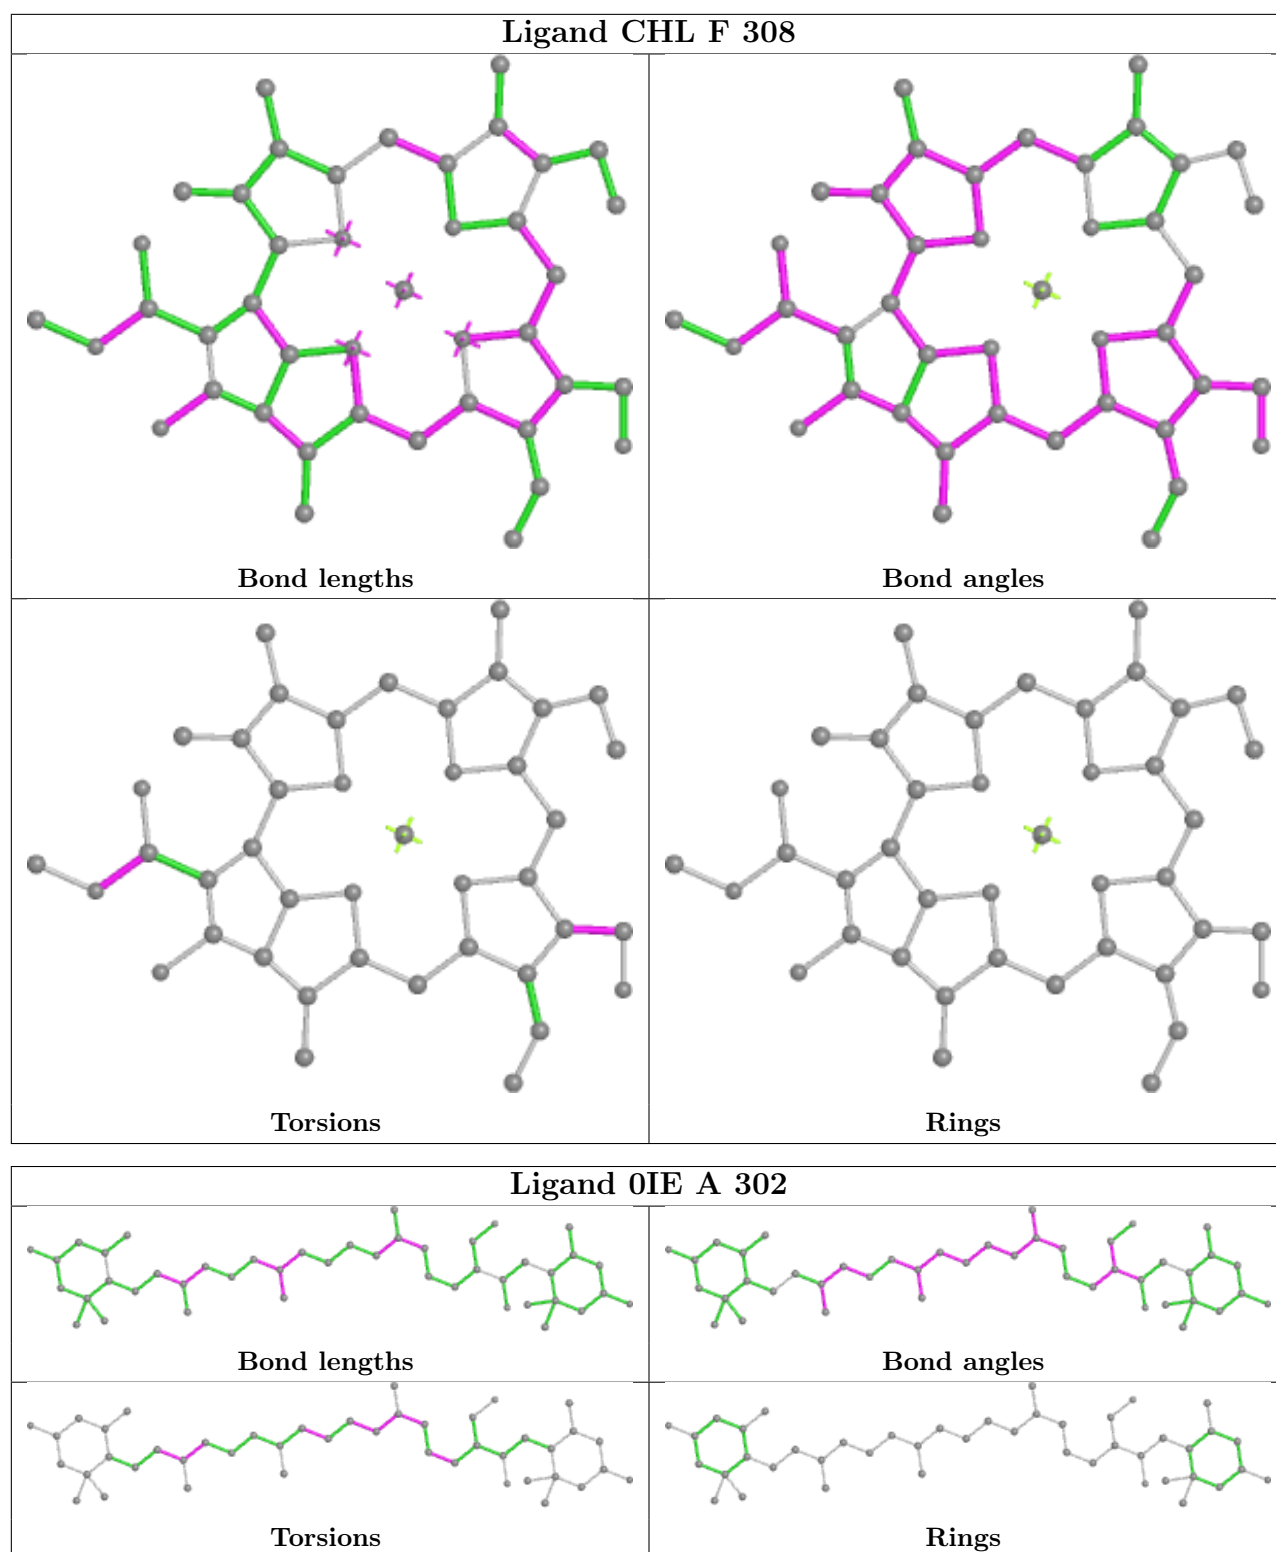 Ligand CHL F 308
Bond lengths
Bond angles
Torsions
Rings
Ligand 0IE A 302
Bond lengths
Bond angles
Torsions
Rings